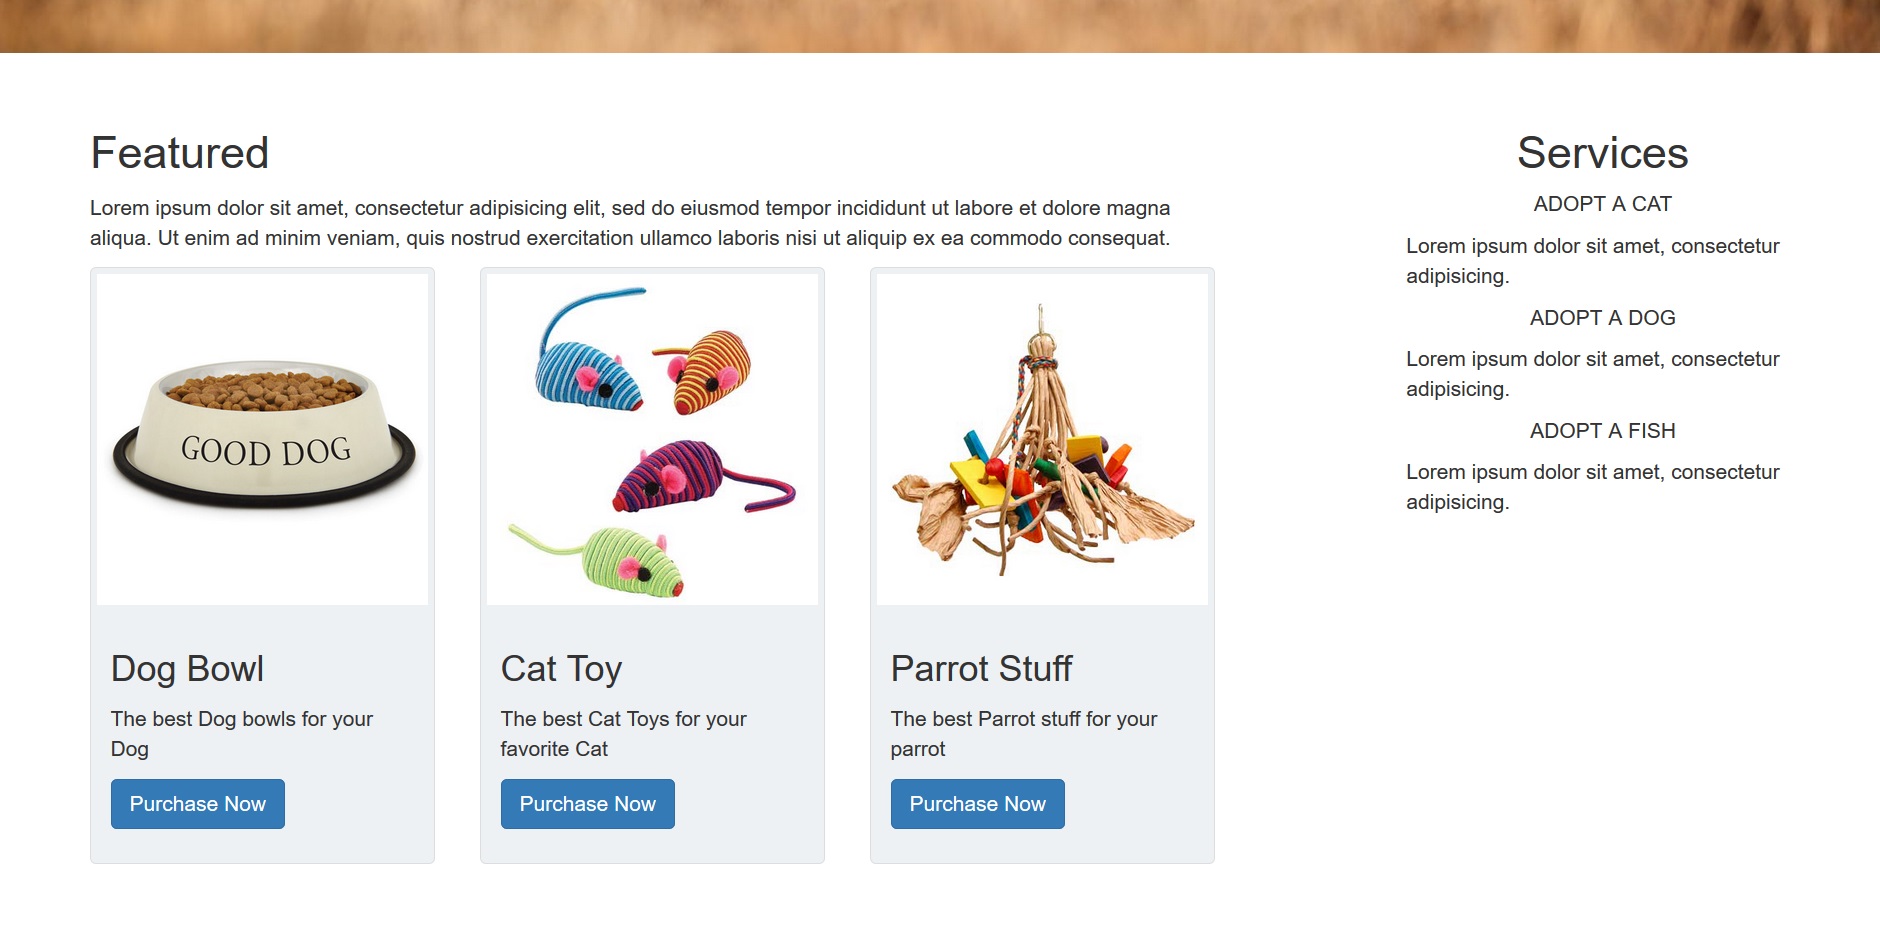 Featured
Lorem ipsum dolor sit amet, consectetur adipisicing elit, sed do eiusmod tempor incididunt ut labore et dolore magna
aliqua. Ut enim ad minim veniam, quis nostrud exercitation ullamco laboris nisi ut aliquip ex ea commodo consequat.
GOOD DOG
Dog Bowl
The best Dog bowls for your
Dog
Purchase Now
Cat Toy
The best Cat Toys for your
favorite Cat
Purchase Now
Parrot Stuff
The best Parrot stuff for your
parrot
Purchase Now
Services
ADOPT A CAT
Lorem ipsum dolor sit amet, consectetur
adipisicing.
ADOPT A DOG
Lorem ipsum dolor sit amet, consectetur
adipisicing.
ADOPT A FISH
Lorem ipsum dolor sit amet, consectetur
adipisicing.